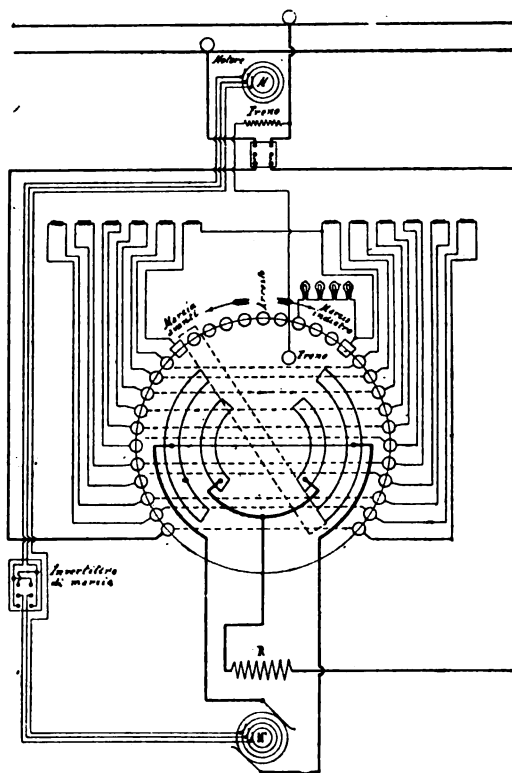 Motore
M
Freno
Arresto
Marcia
avanti
Marcia
indietro
Freno
Invertitore
di marcia
R
M'